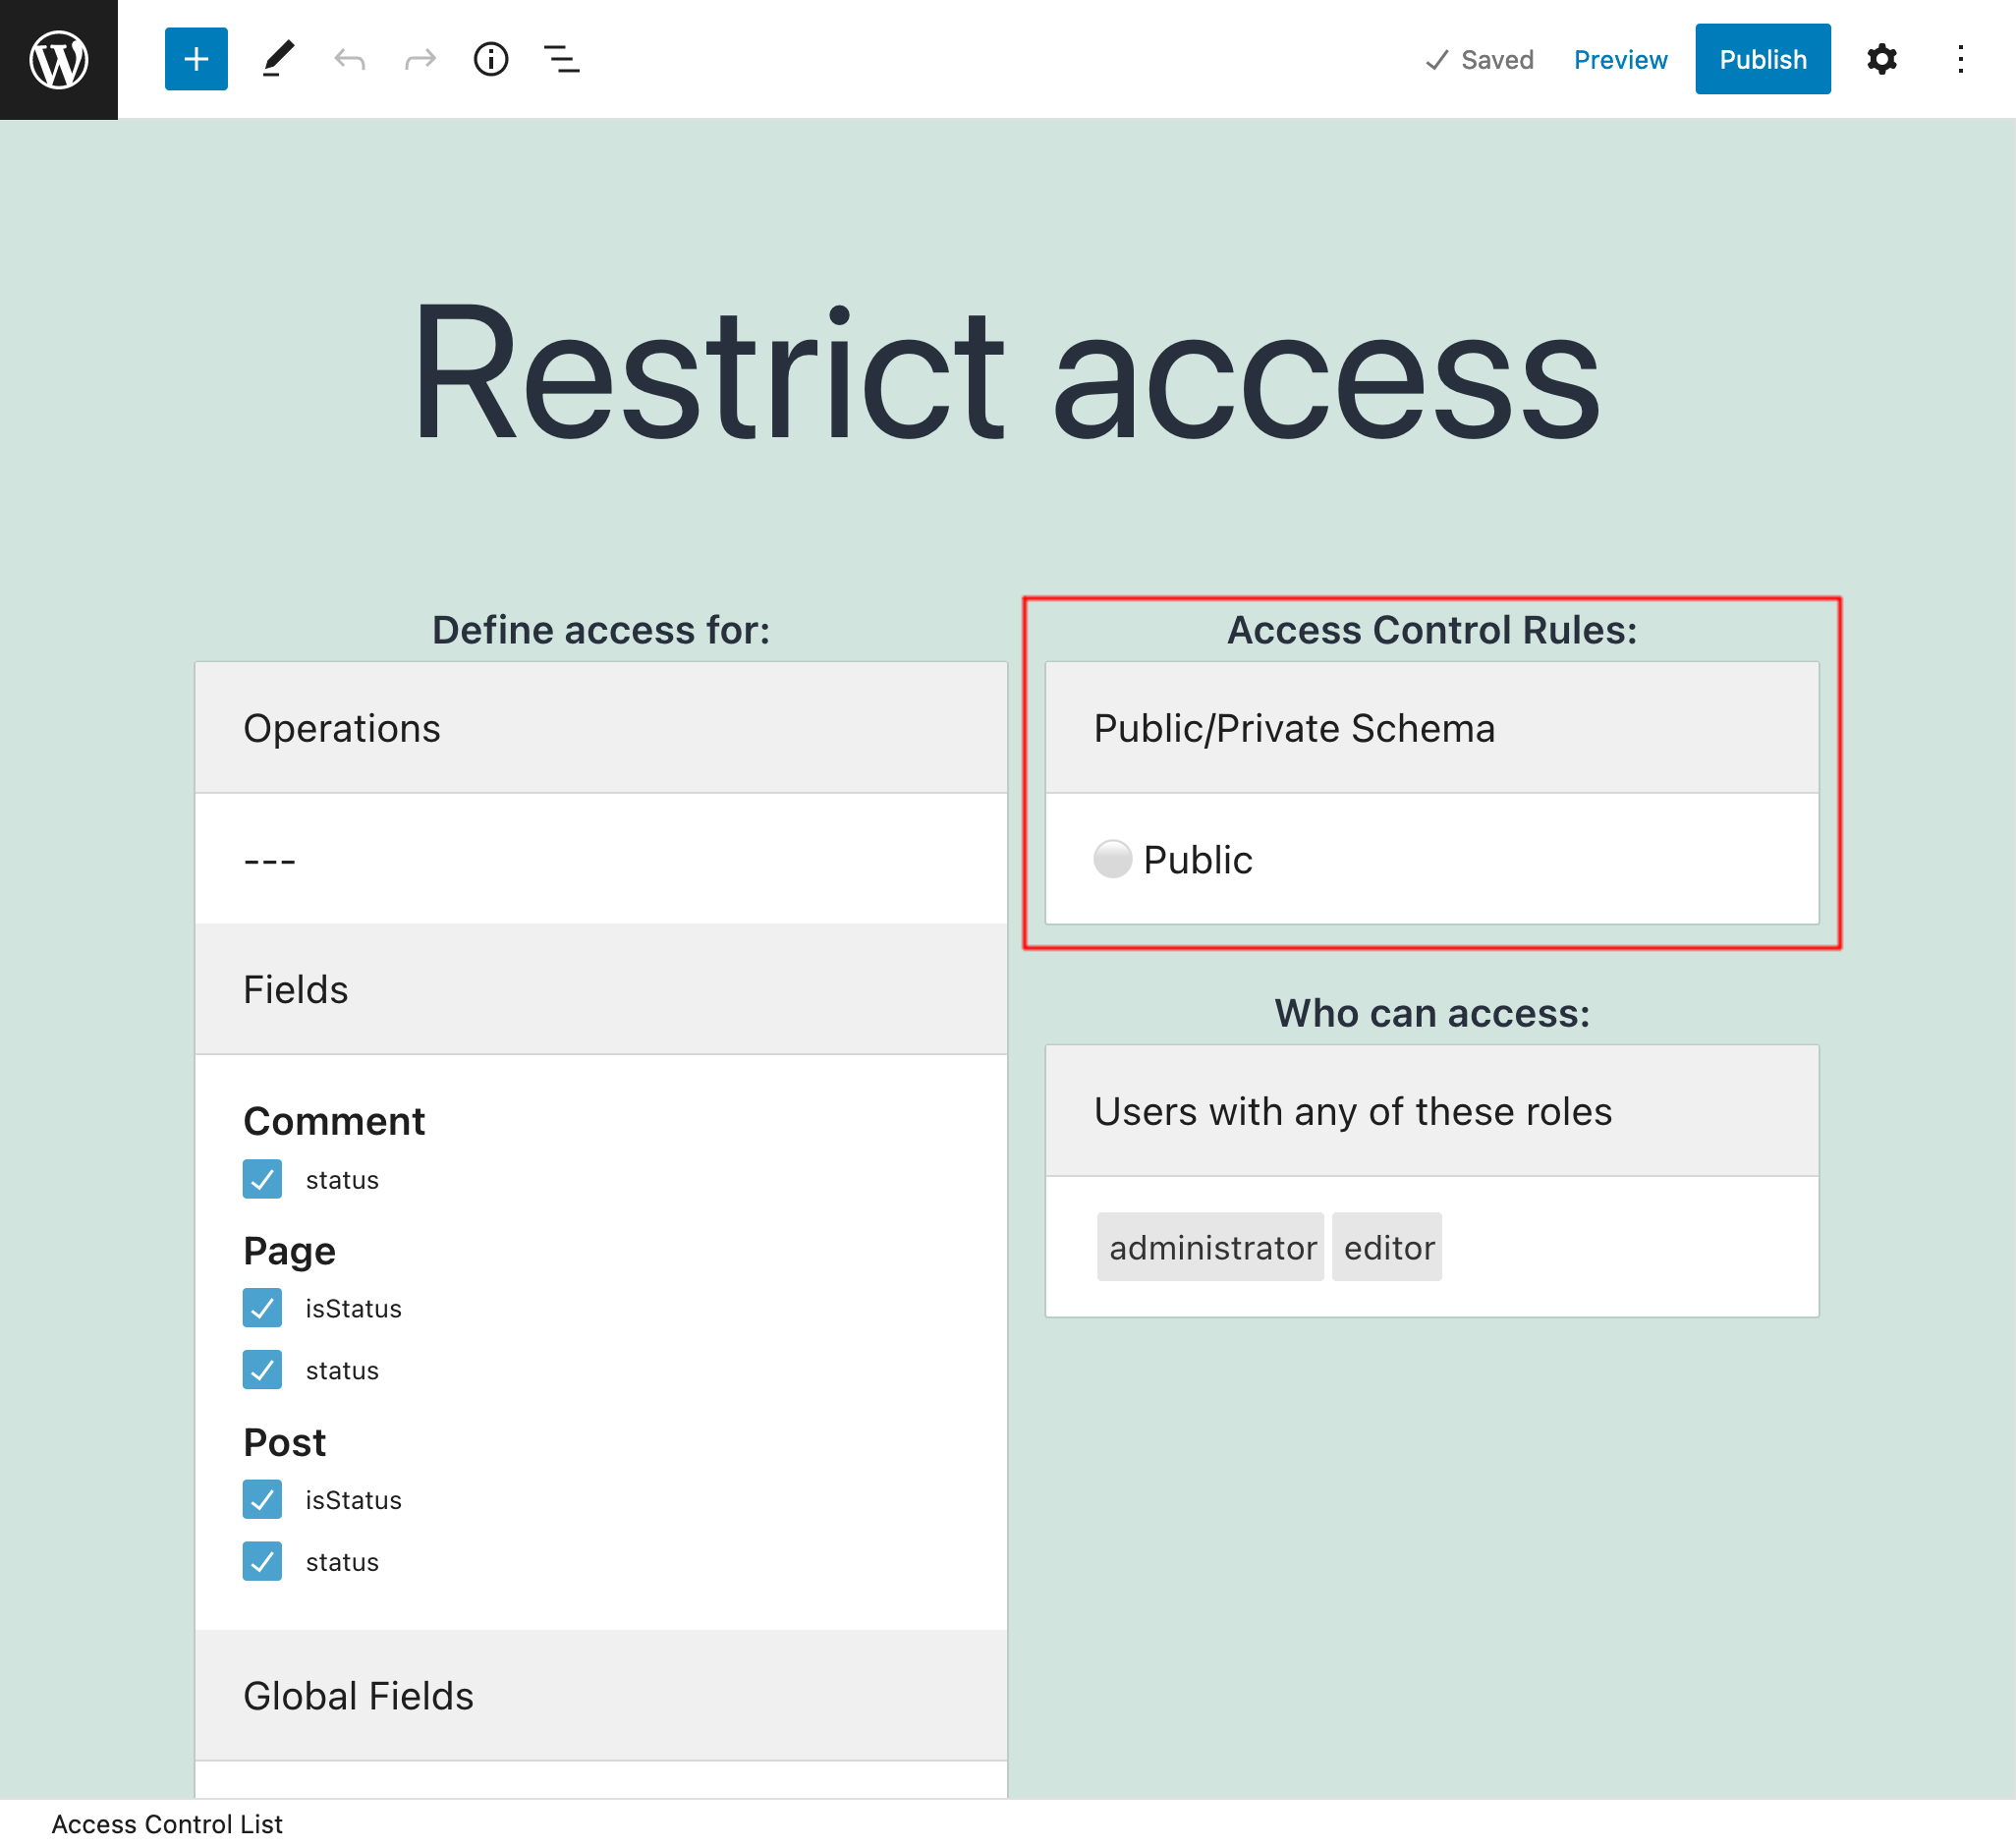 Saved
Preview
Publish
Restrict access
Define access for:
Operations
---
Fields
Comment
status
Page
isStatus
status
Post
isStatus
status
Global Fields
Access Control Rules:
Public/Private Schema
Public
Who can access:
Users with any of these roles
administrator editor
Access Control List